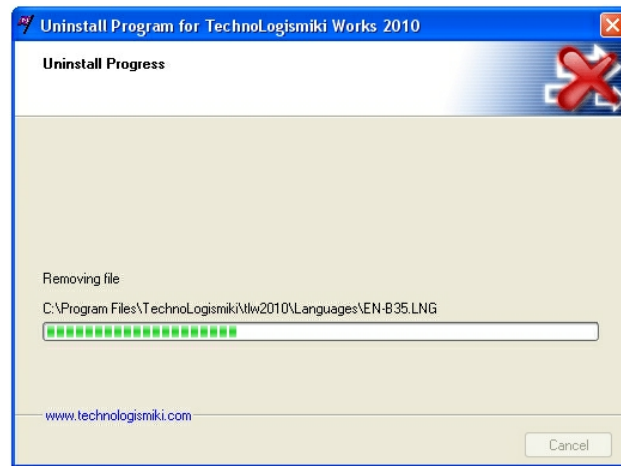 Uninstall Program for TechnoLogismiki Works 2010
Uninstall Progress
Removing file
C:\Program Files\TechnoLogismiki\tlw2010\Languages\EN-B35.LNG
www.technologismiki.com
Cancel